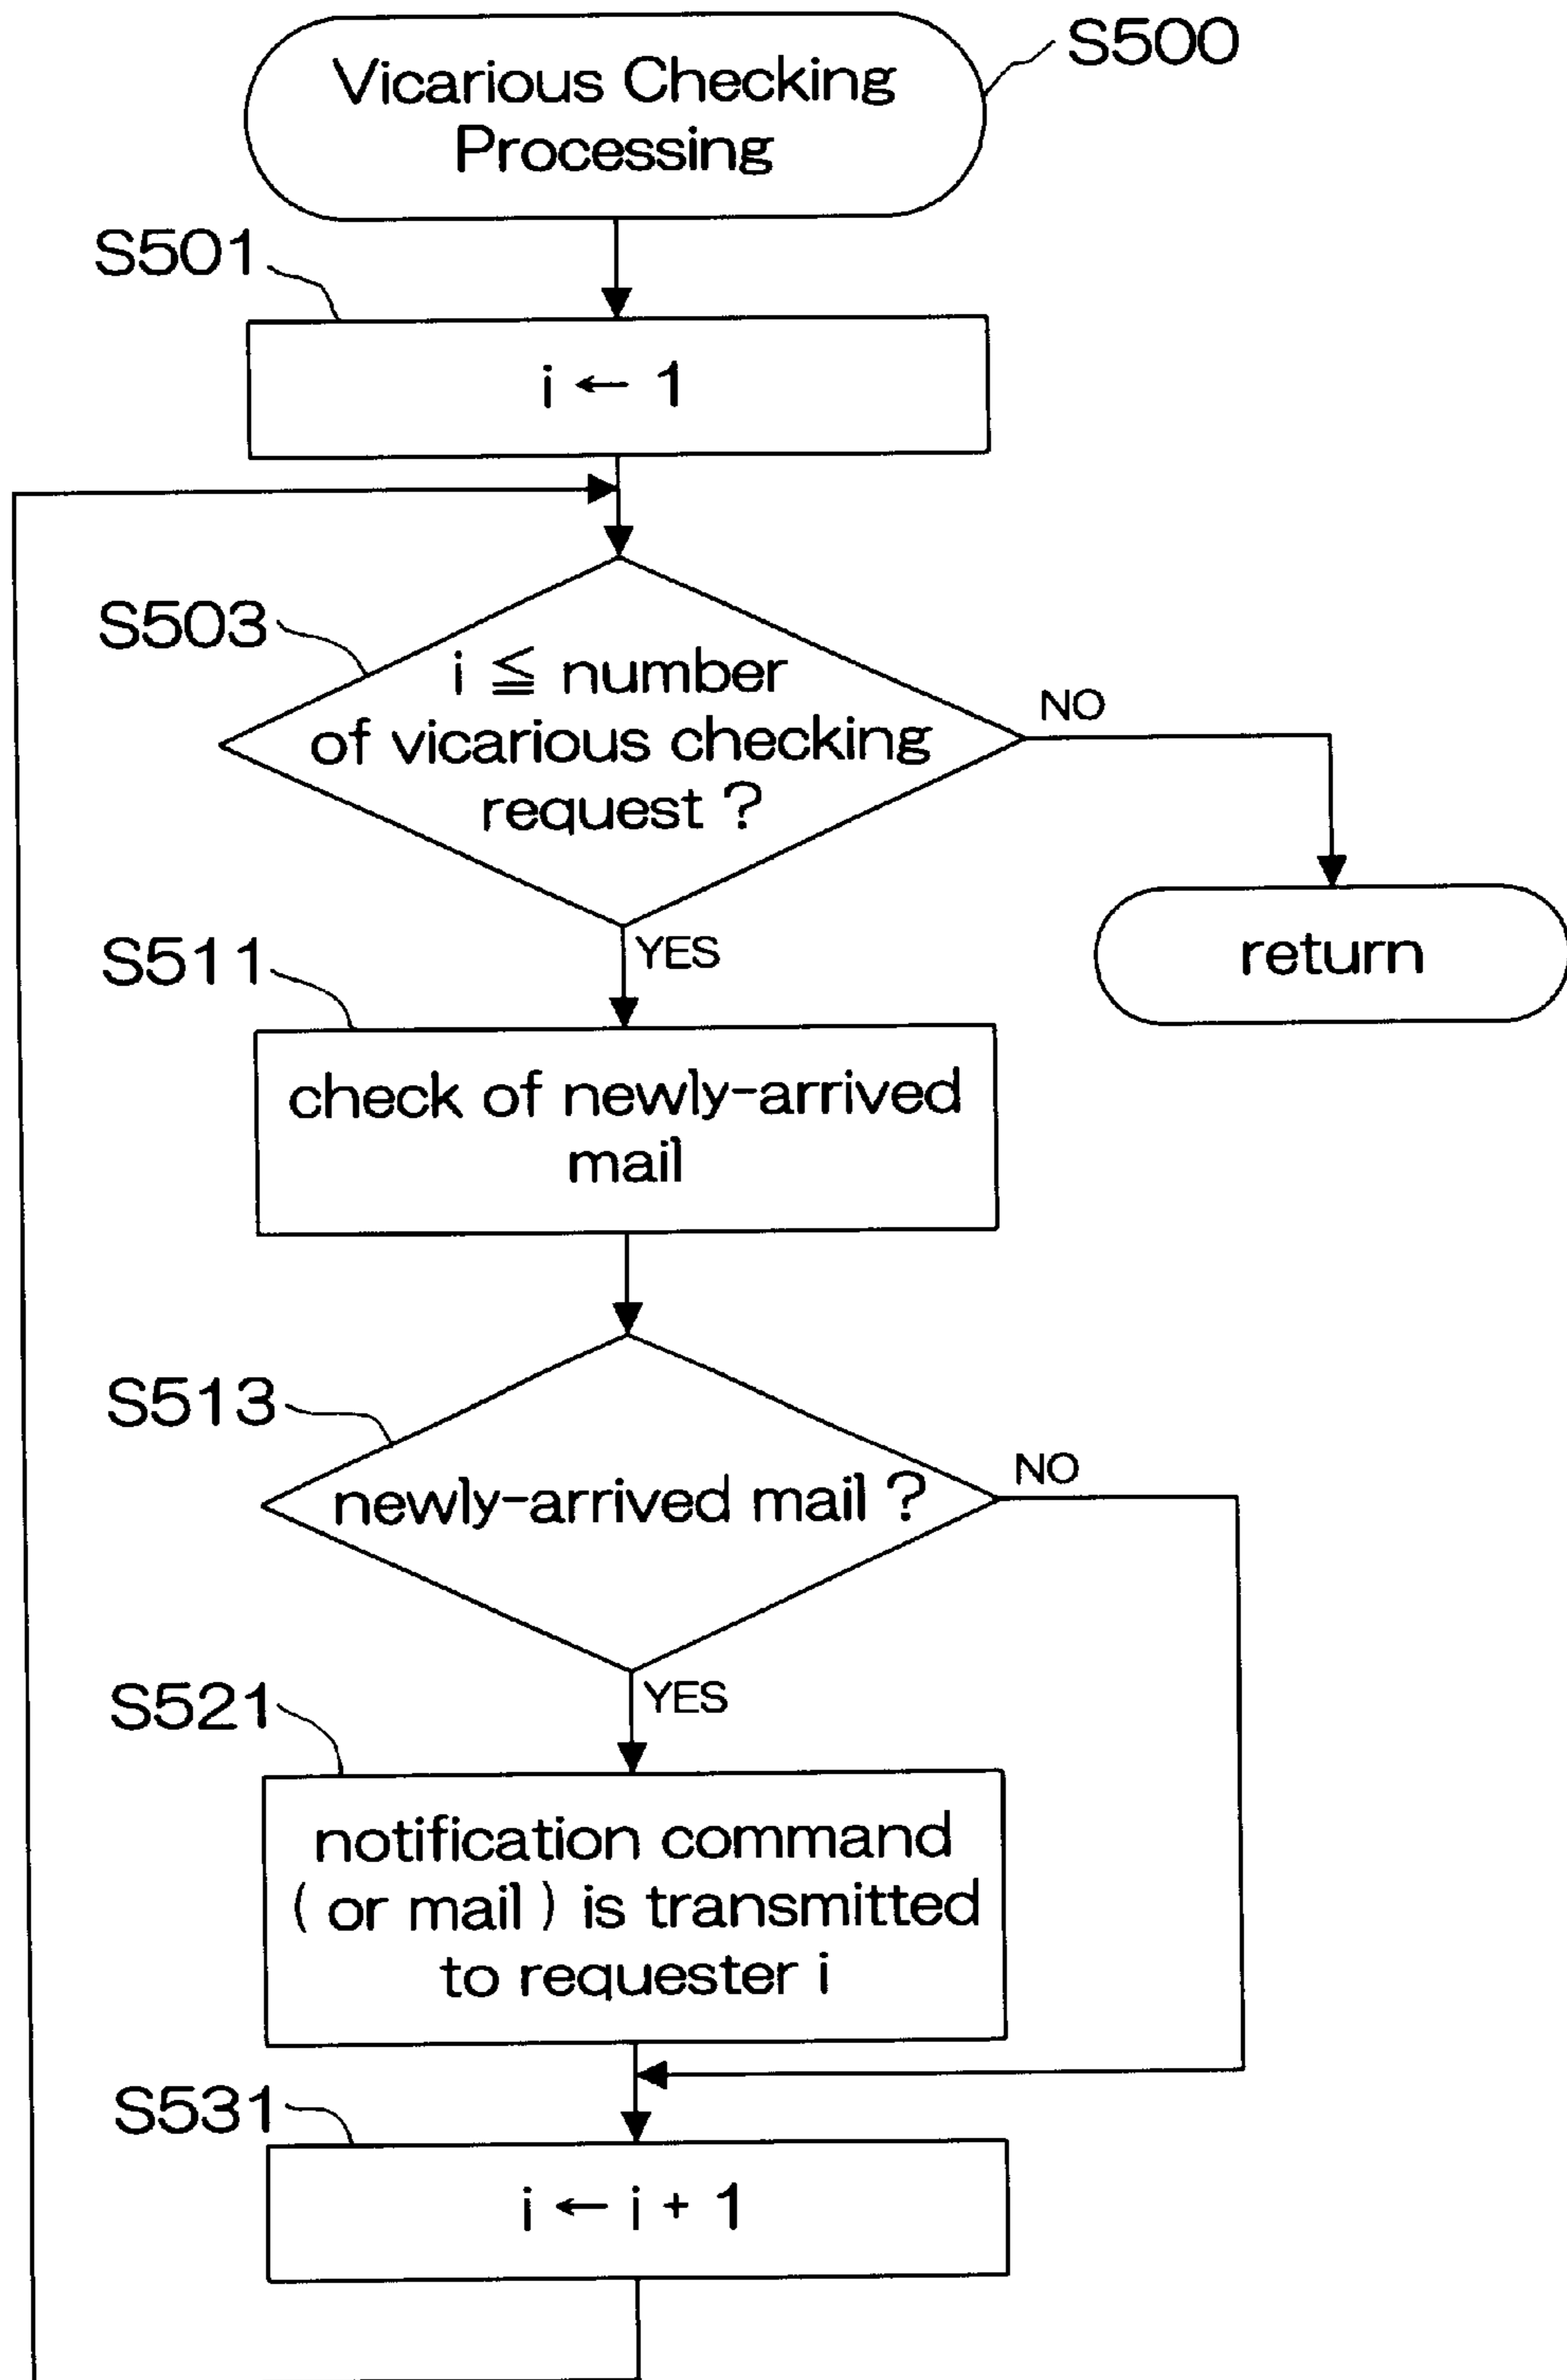 Vicarious Checking
Processing
S500
S501
i ← 1
S503
i ≦ number
of vicarious checking
request ?
NO
YES
return
S511
check of newly-arrived
mail
S513
newly-arrived mail ?
NO
YES
S521
notification command
( or mail ) is transmitted
to requester i
S531
i ← i + 1